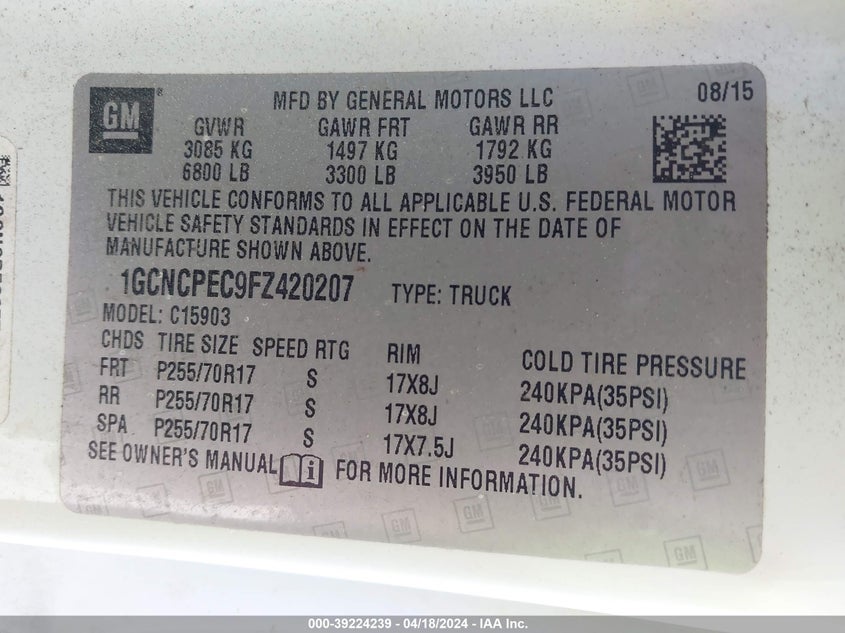 GM ®
MFD BY GENERAL MOTORS LLC 08/15
GVWR GAWR FRT GAWR RR
3085 KG 1497 KG 1792 KG
6800 LB 3300 LB 3950 LB
THIS VEHICLE CONFORMS TO ALL APPLICABLE U.S. FEDERAL MOTOR
VEHICLE SAFETY STANDARDS IN EFFECT ON THE DATE OF
MANUFACTURE SHOWN ABOVE.
1GCNCPEC9FZ420207 TYPE: TRUCK
MODEL: C15903
CHDS TIRE SIZE SPEED RTG RIM COLD TIRE PRESSURE
FRT P255/70R17 S 17X8J 240KPA(35PSI)
RR P255/70R17 S 17X8J 240KPA(35PSI)
SPA P255/70R17 S 17X7.5J 240KPA(35PSI)
SEE OWNER'S MANUAL FOR MORE INFORMATION.
000-39224239 / 04/18/2024 - IAA Inc.